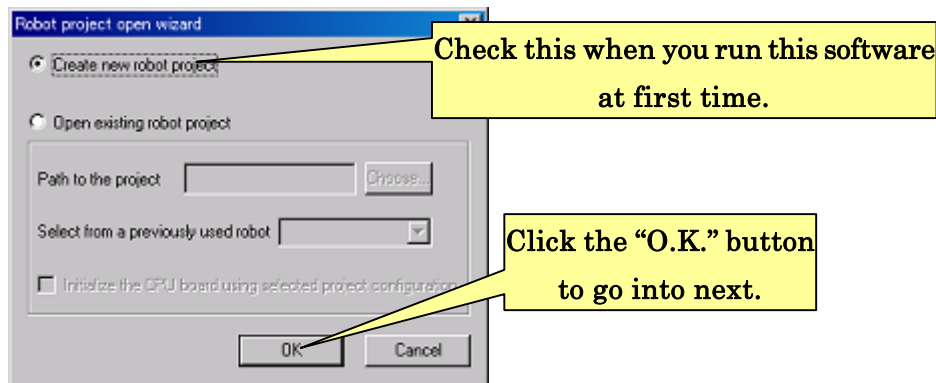 Robot project open wizard
Create new robot project
Check this when you run this software
at first time.
Open existing robot project
Path to the project
Choose...
Select from a previously used robot
Initialize the CPU board using selected project configuration
Click the “O.K.” button
to go into next.
OK
Cancel